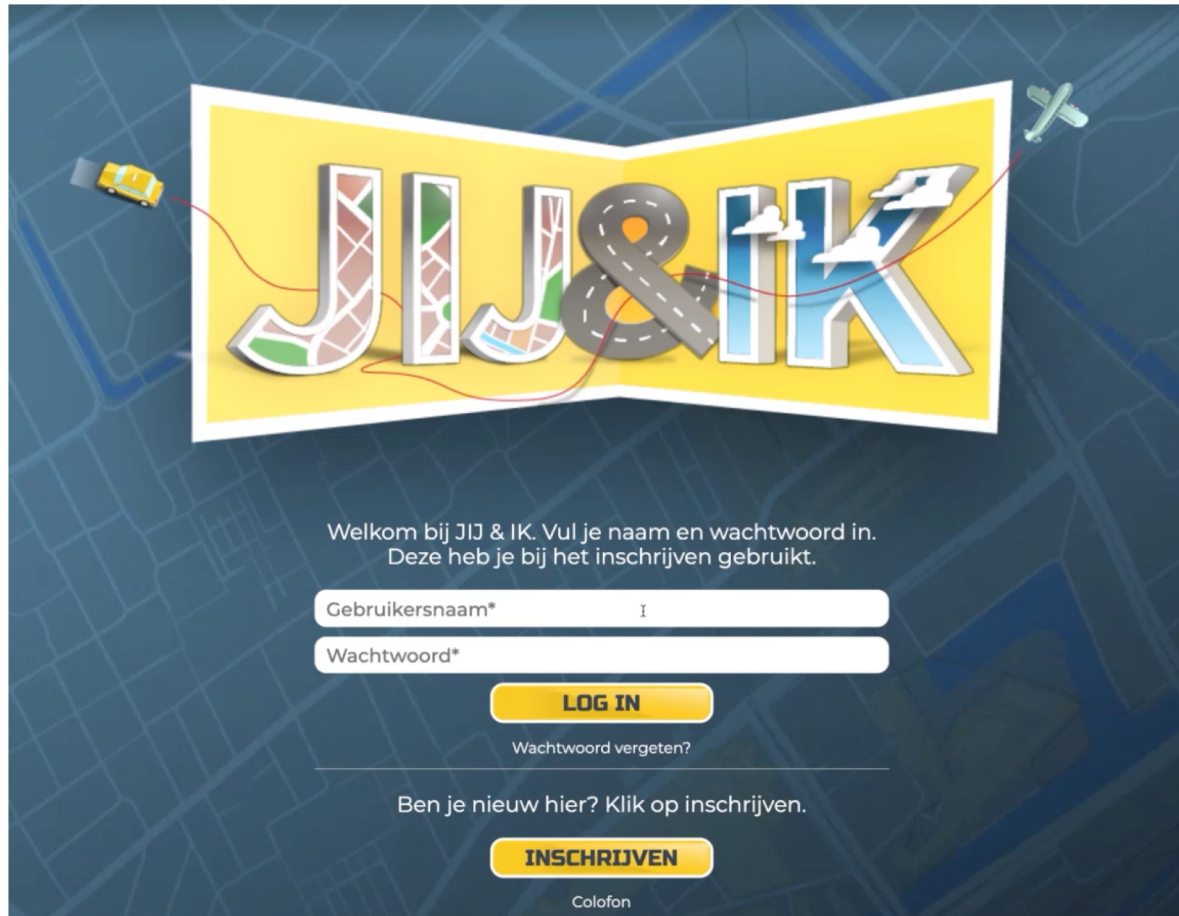 JIJ&IK
Welkom bij JIJ & IK. Vul je naam en wachtwoord in.
Deze heb je bij het inschrijven gebruikt.
Gebruikersnaam*
Wachtwoord*
LOG IN
Wachtwoord vergeten?
Ben je nieuw hier? Klik op inschrijven.
INSCHRIJVEN
Colofon